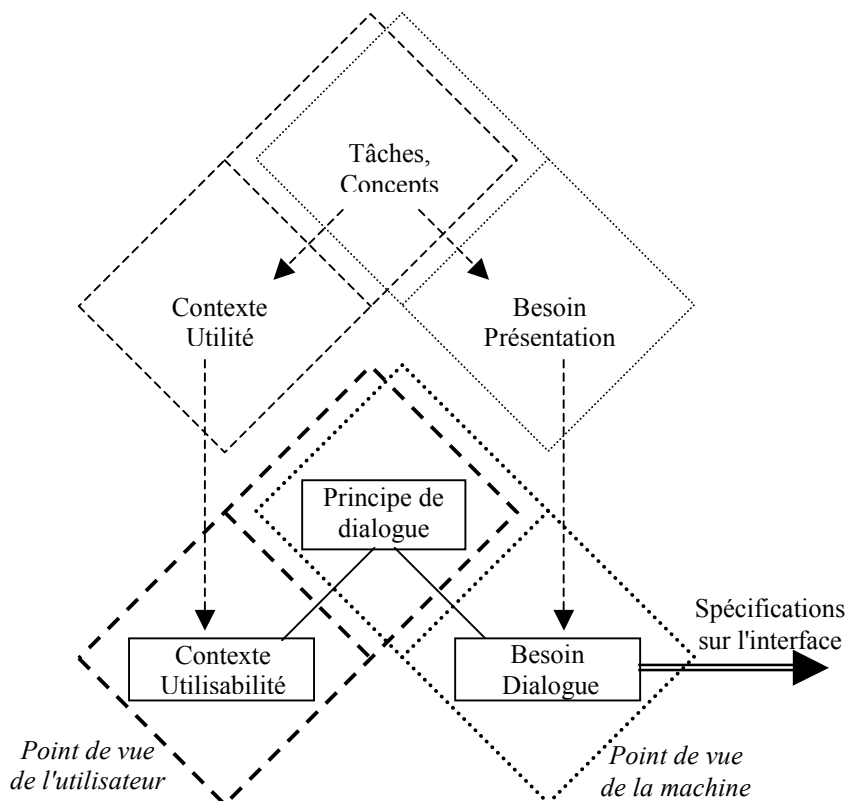 Tâches,
Concepts
Contexte
Utilité
Besoin
Présentation
Principe de
dialogue
Contexte
Utilisabilité
Besoin
Dialogue
Spécifications
sur l'interface
Point de vue
de l'utilisateur
Point de vue
de la machine